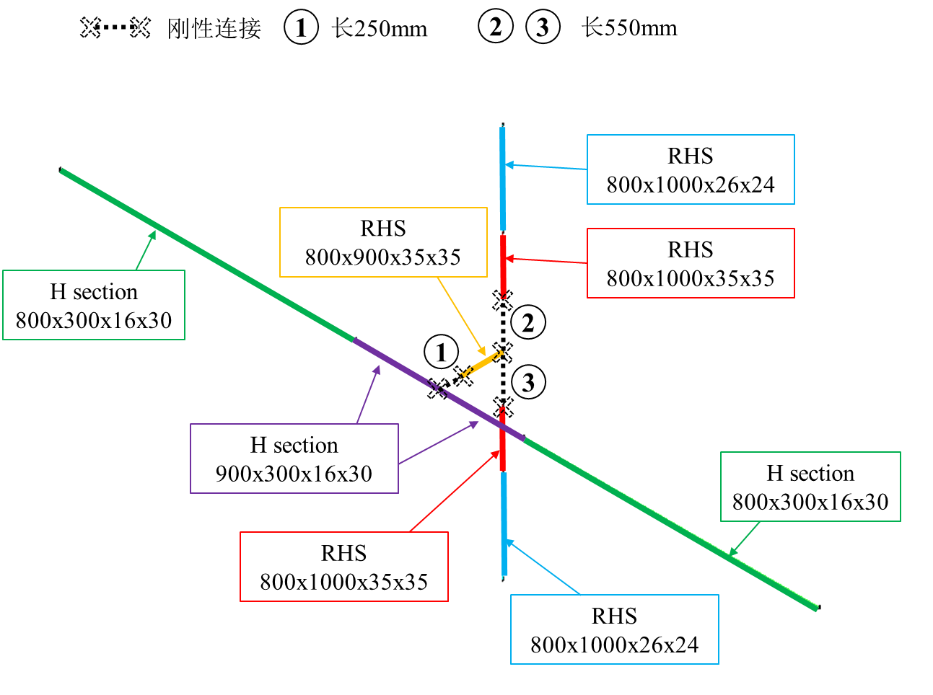 刚性连接 1 长250mm 2 3 长550mm
RHS
800x1000x26x24
RHS
800x900x35x35
RHS
800x1000x35x35
H section
800x300x16x30
2
1
3
H section
900x300x16x30
H section
800x300x16x30
RHS
800x1000x35x35
RHS
800x1000x26x24